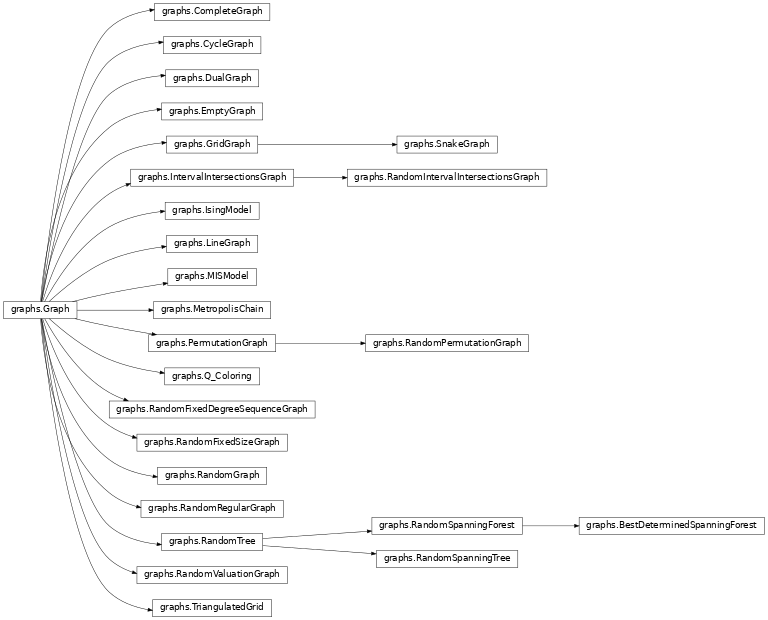 graphs.CompleteGraph
graphs.CycleGraph
graphs.DualGraph
graphs.EmptyGraph
graphs.GridGraph
graphs.SnakeGraph
graphs.IntervalIntersectionsGraph
graphs.RandomIntervalIntersectionsGraph
graphs.IsingModel
graphs.LineGraph
graphs.MISModel
graphs.Graph
graphs.MetropolisChain
graphs.PermutationGraph
graphs.RandomPermutationGraph
graphs.Q_Coloring
graphs.RandomFixedDegreeSequenceGraph
graphs.RandomFixedSizeGraph
graphs.RandomGraph
graphs.RandomRegularGraph
graphs.RandomSpanningForest
graphs.BestDeterminedSpanningForest
graphs.RandomTree
graphs.RandomSpanningTree
graphs.RandomValuationGraph
graphs.TriangulatedGrid